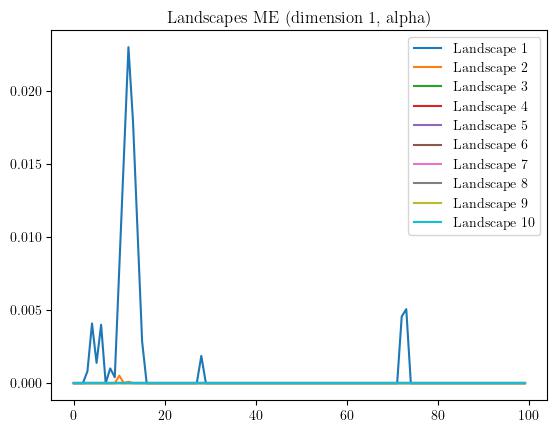 Landscapes ME (dimension 1, alpha)
Landscape 1
Landscape 2
Landscape 3
Landscape 4
Landscape 5
Landscape 6
Landscape 7
Landscape 8
Landscape 9
Landscape 10
0.020
0.015
0.010
0.005
0.000
0 20 40 60 80 100